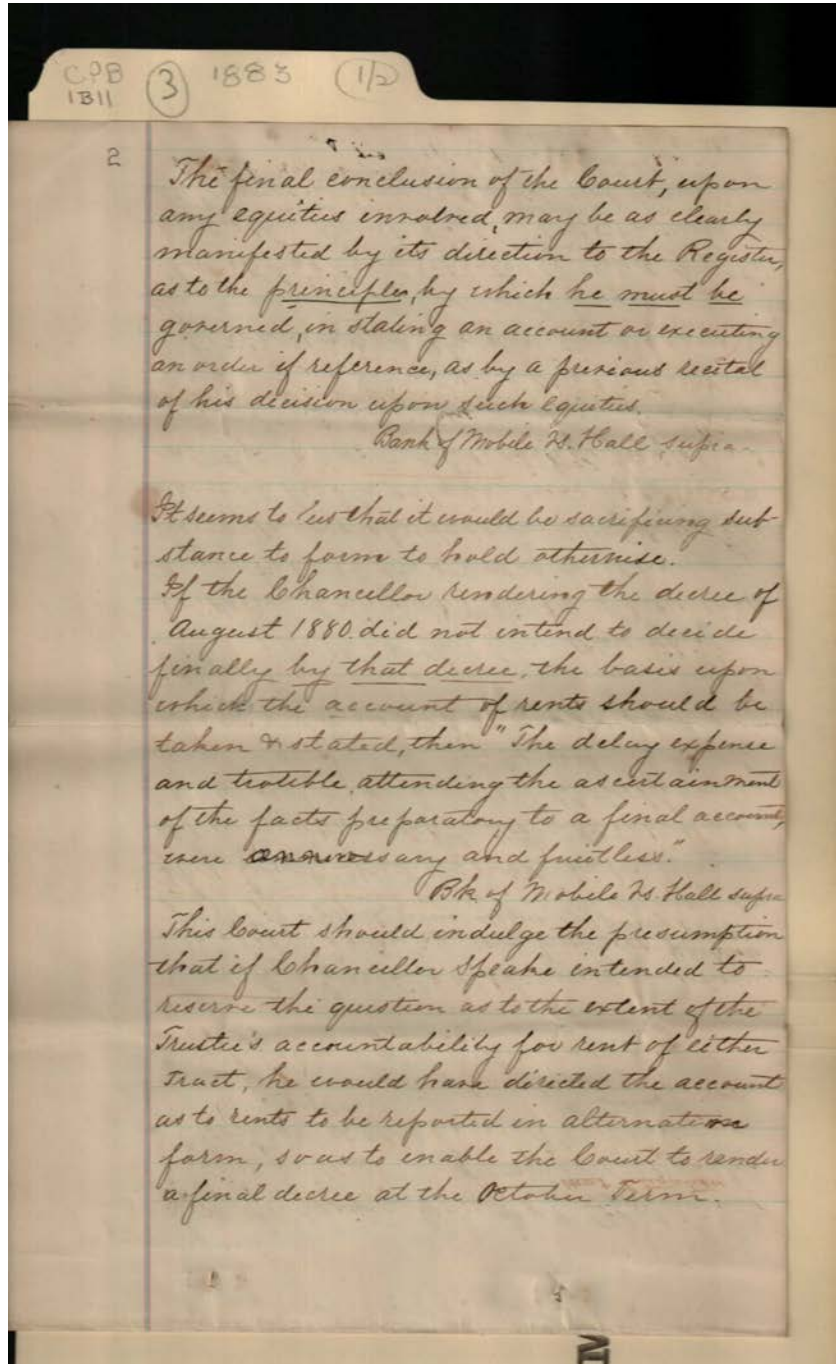 CPB
1B11
3
1883
1/2
2
The final conclusion of the Court, upon
any equities involved, may be as clearly
manifested by its direction to the Register,
as to the principles, by which he must be
governed, in stating an account or executing
an order if reference, as by a previous recital
of his decision upon such equities.
Bank of Mobile vs. Hall supra -
It seems to us that it would be sacrificing sub-
stance to form to hold otherwise.
If the Chancellor rendering the decree of
August 1880. did not intend to decide
finally by that decree, the basis upon
which the account of rents should be
taken & stated, then "The delay expense
and trouble attending the ascertainment
of the facts preparatory to a final account,
were and fruitless."
Bk of Mobile vs. Hall supra
This Court should indulge the presumption
that if Chancellor Speake intended to
reserve the question as to the extent of the
Trustee's accountability for rent of either
Tract, he would have directed the account
as to rents to be reported in alternative
form, so as to enable the Court to render
a final decree at the October Term.